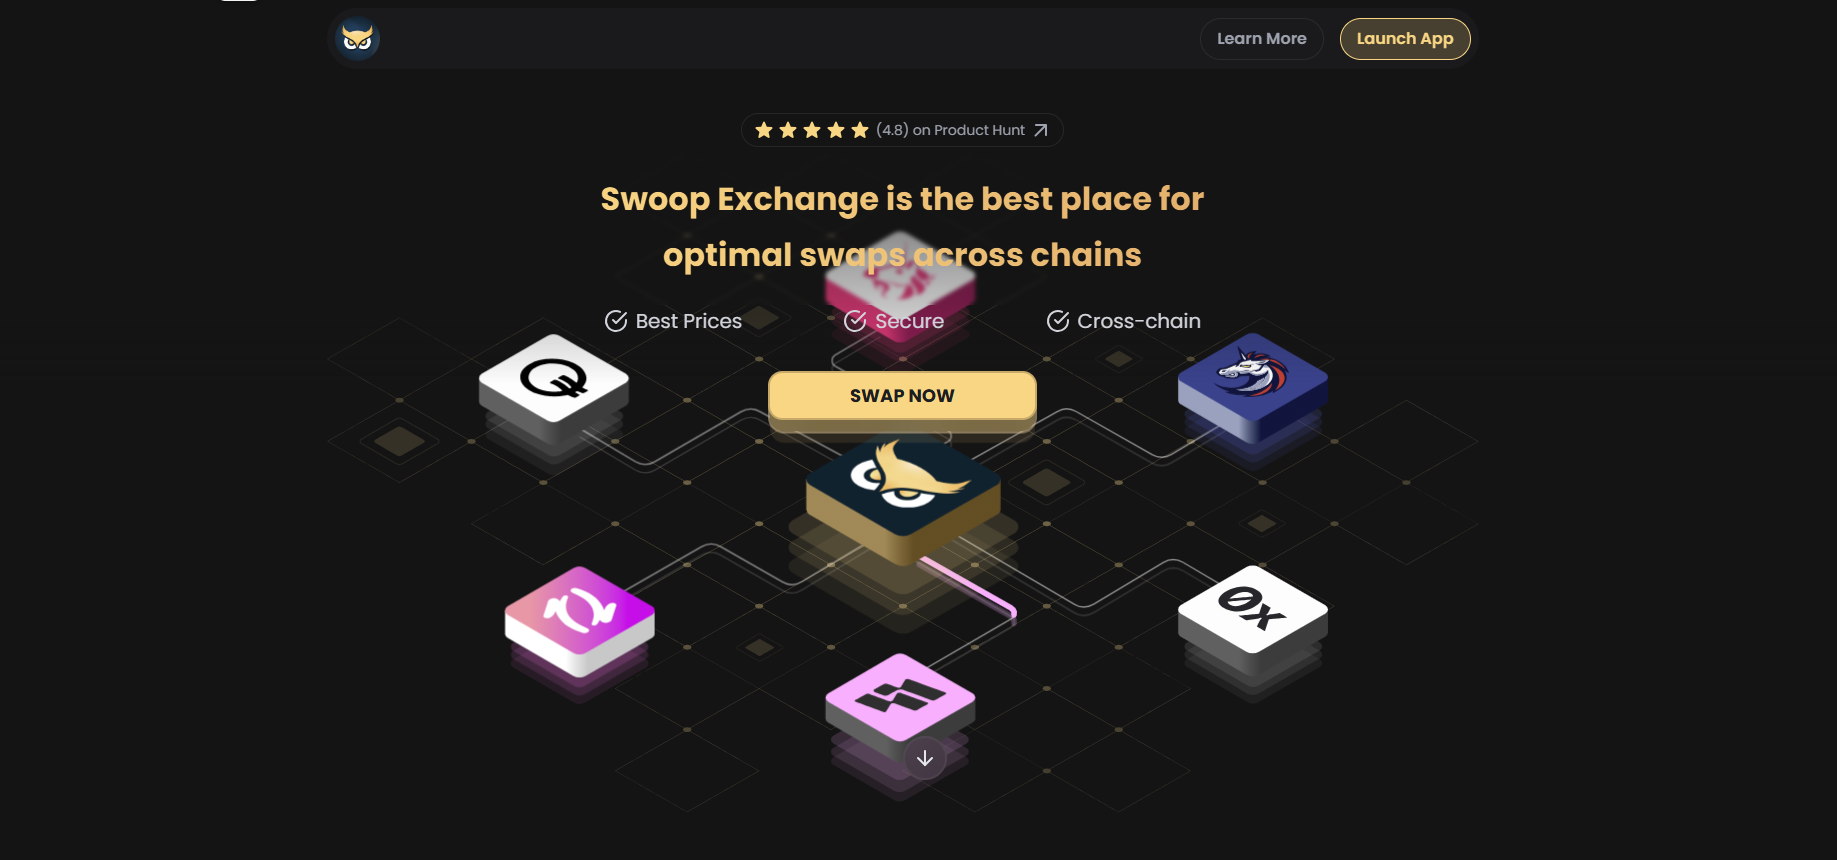 Learn More
Launch App
(4.8) on Product Hunt
Swoop Exchange is the best place for
optimal swaps across chains
Best Prices
Secure
Cross-chain
SWAP NOW
0x